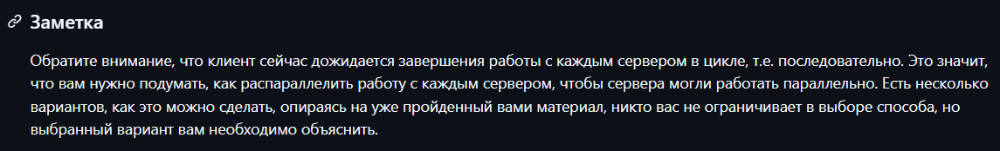 Заметка
Обратите внимание, что клиент сейчас дожидается завершения работы с каждым сервером в цикле, т.е. последовательно. Это значит,
что вам нужно подумать, как распараллелить работу с каждым сервером, чтобы сервера могли работать параллельно. Есть несколько
вариантов, как это можно сделать, опираясь на уже пройденный вами материал, никто вас не ограничивает в выборе способа, но
выбранный вариант вам необходимо объяснить.